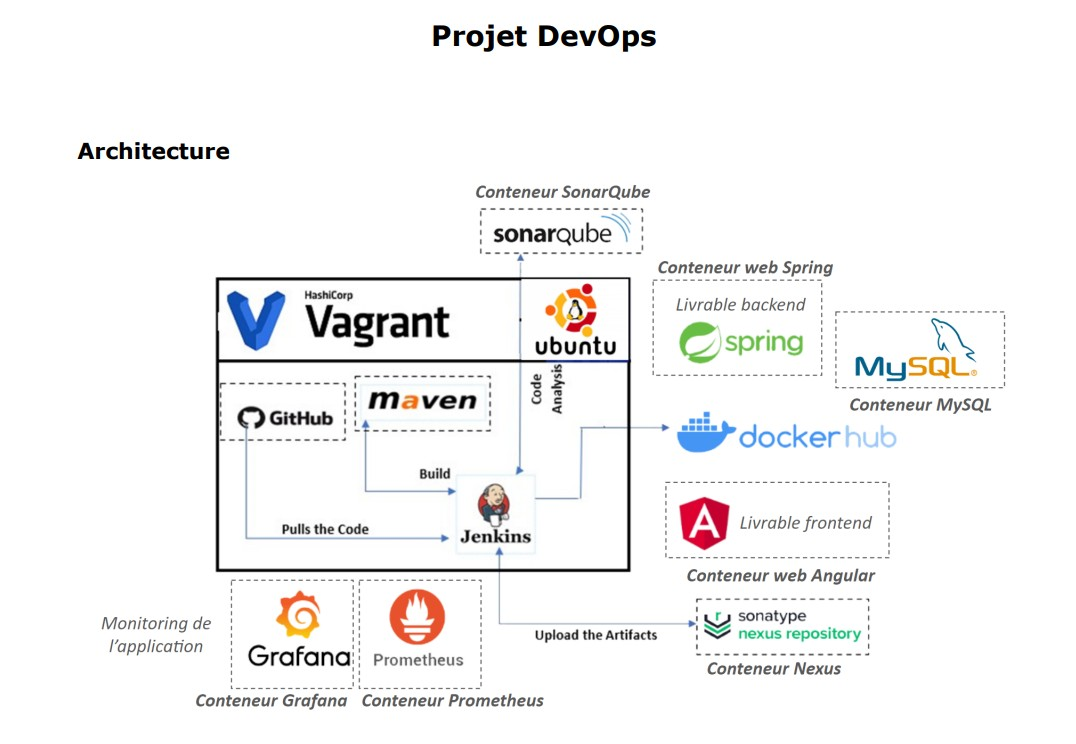 Projet DevOps
Architecture
Conteneur SonarQube
sonarqube
Conteneur web Spring
HashiCorp
Vagrant
ubuntu
Livrable backend
spring
MySQL®
Conteneur MySQL
Code
Analysis
GitHub
maven
docker hub
Build
Jenkins
Pulls the Code
Livrable frontend
Conteneur web Angular
Monitoring de
l’application
Grafana
Prometheus
Upload the Artifacts
r
sonatype
nexus repository
Conteneur Nexus
Conteneur Grafana
Conteneur Prometheus